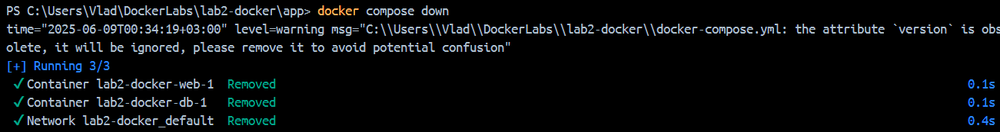 PS C:\Users\Vlad\DockerLabs\lab2-docker\app> docker compose down
time="2025-06-09T00:34:19+03:00" level=warning msg="C:\\Users\\Vlad\\DockerLabs\\lab2-docker\\docker-compose.yml: the attribute `version` is obs
olete, it will be ignored, please remove it to avoid potential confusion"
[+] Running 3/3
✔ Container lab2-docker-web-1 Removed 0.1s
✔ Container lab2-docker-db-1 Removed 0.1s
✔ Network lab2-docker_default Removed 0.4s